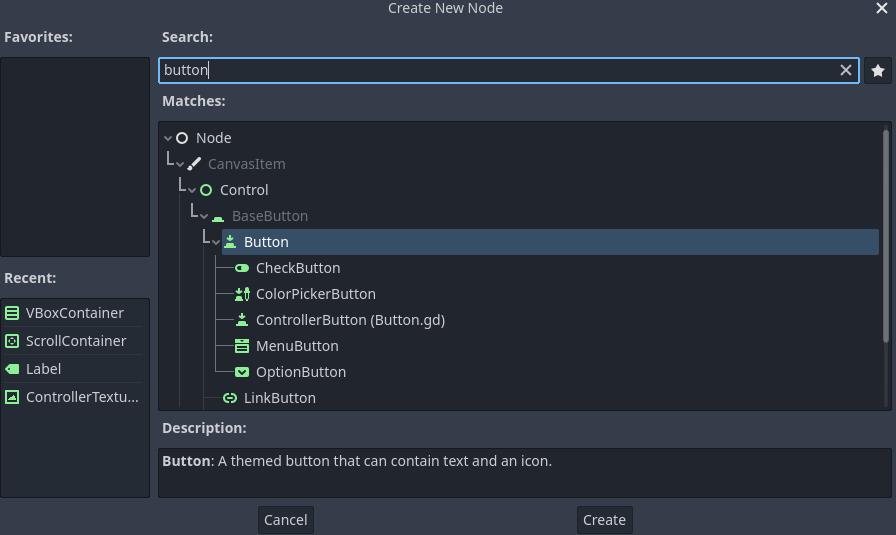 Create New Node
Favorites:
Search:
button
Matches:
Node
CanvasItem
Control
BaseButton
Button
CheckButton
ColorPickerButton
ControllerButton (Button.gd)
MenuButton
OptionButton
LinkButton
Recent:
VBoxContainer
ScrollContainer
Label
ControllerTextu...
Description:
Button: A themed button that can contain text and an icon.
Cancel
Create